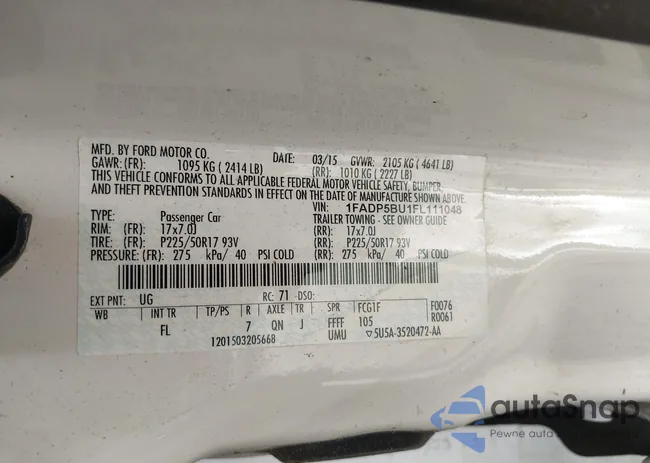 MFD. BY FORD MOTOR CO. DATE: 03/15 GVWR: 2105 KG ( 4641 LB)
GAWR: (FR): 1095 KG ( 2414 LB) (RR): 1010 KG ( 2227 LB)
THIS VEHICLE CONFORMS TO ALL APPLICABLE FEDERAL MOTOR VEHICLE SAFETY, BUMPER,
AND THEFT PREVENTION STANDARDS IN EFFECT ON THE DATE OF MANUFACTURE SHOWN ABOVE.
VIN: 1FADP5BU1FL111048
TYPE: Passenger Car TRAILER TOWING - SEE OWNER GUIDE
RIM: (FR): 17x7.0J (RR): 17x7.0J
TIRE: (FR): P225/50R17 93V (RR): P225/50R17 93V
PRESSURE: (FR): 275 kPa/ 40 PSI COLD (RR): 275 kPa/ 40 PSI COLD
EXT PNT: UG RC: 71 -DSO: FCG1F F0076
WB INT TR TP/PS R AXLE TR SPR 105 R0061
FL 7 QN J FFFF
1201503205668 UMU ▽5U5A-3520472-AA
autoSnap
Pewne auto